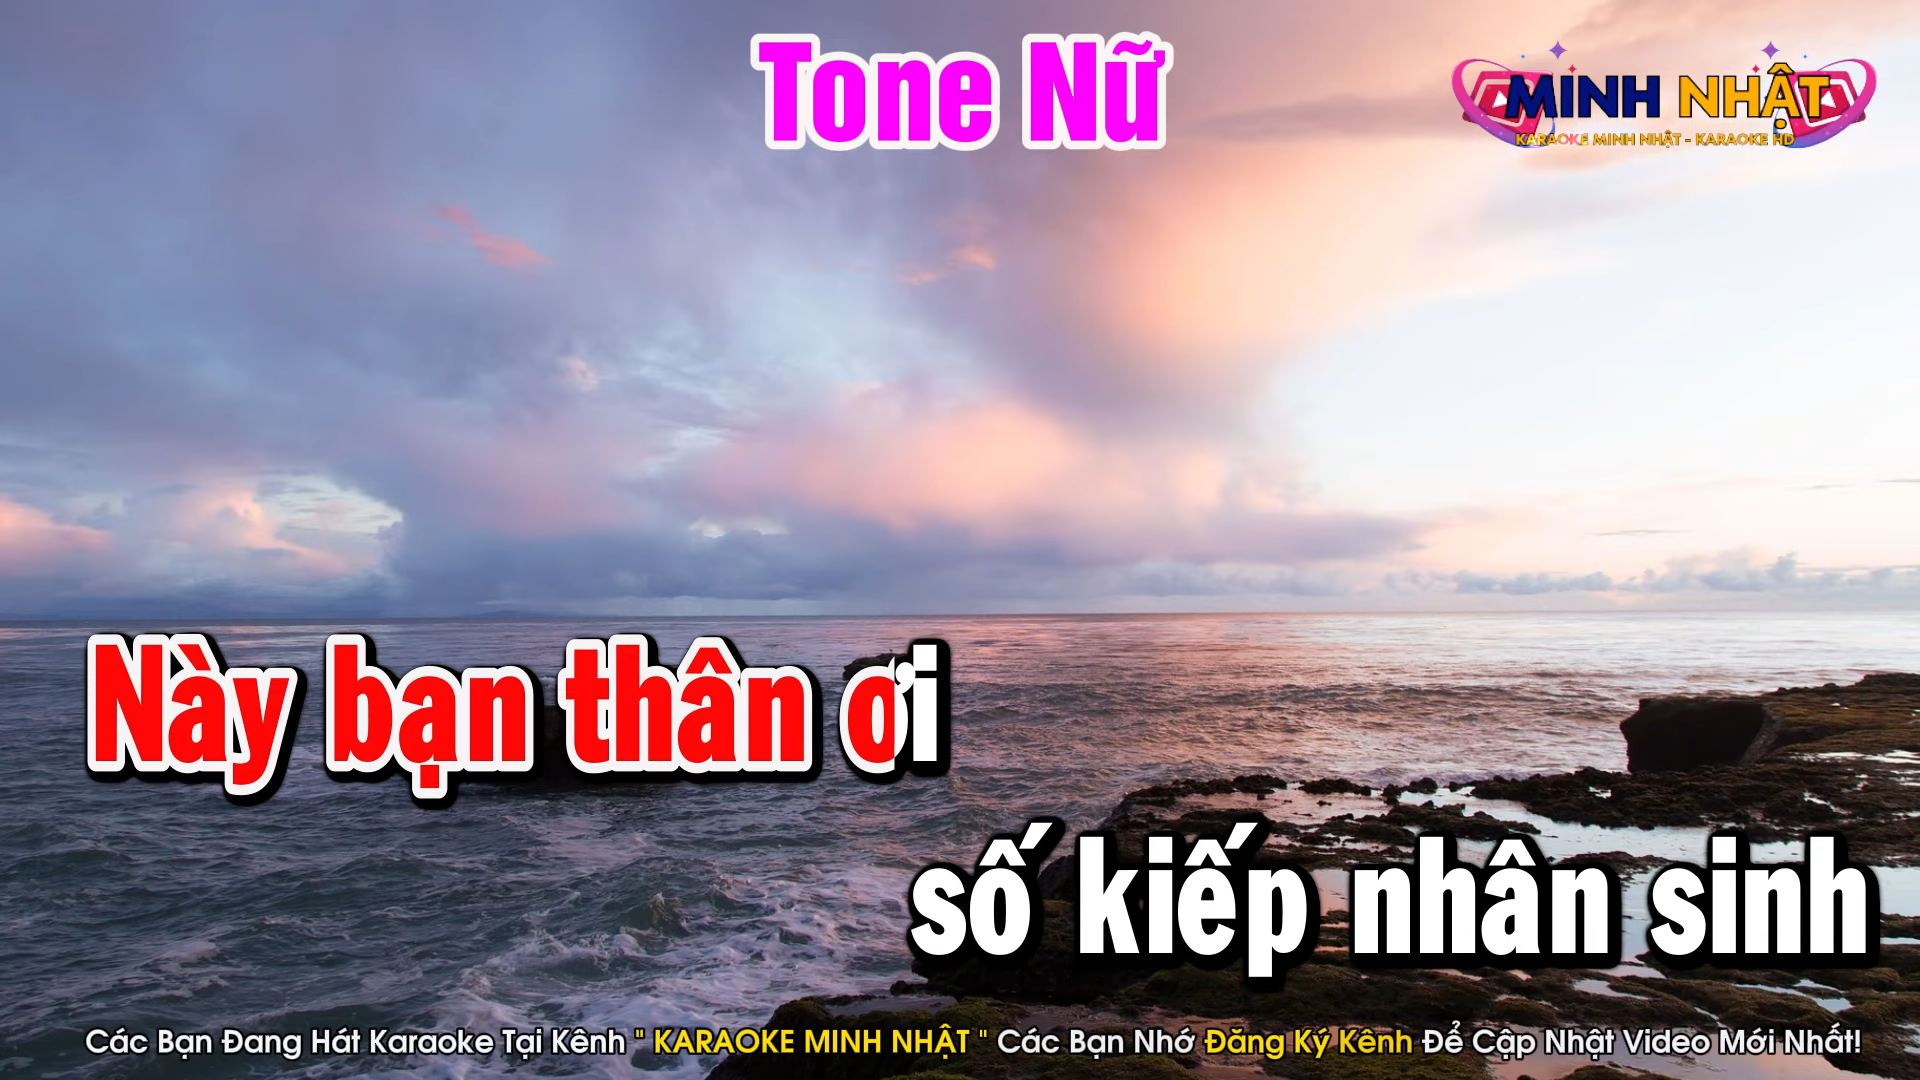 Tone Nữ
MINH NHẬT
KARAOKE MINH NHẬT - KARAOKE HD
Này bạn thân ơi
số kiếp nhân sinh
Các Bạn Đang Hát Karaoke Tại Kênh " KARAOKE MINH NHẬT " Các Bạn Nhớ Đăng Ký Kênh Để Cập Nhật Video Mới Nhất!